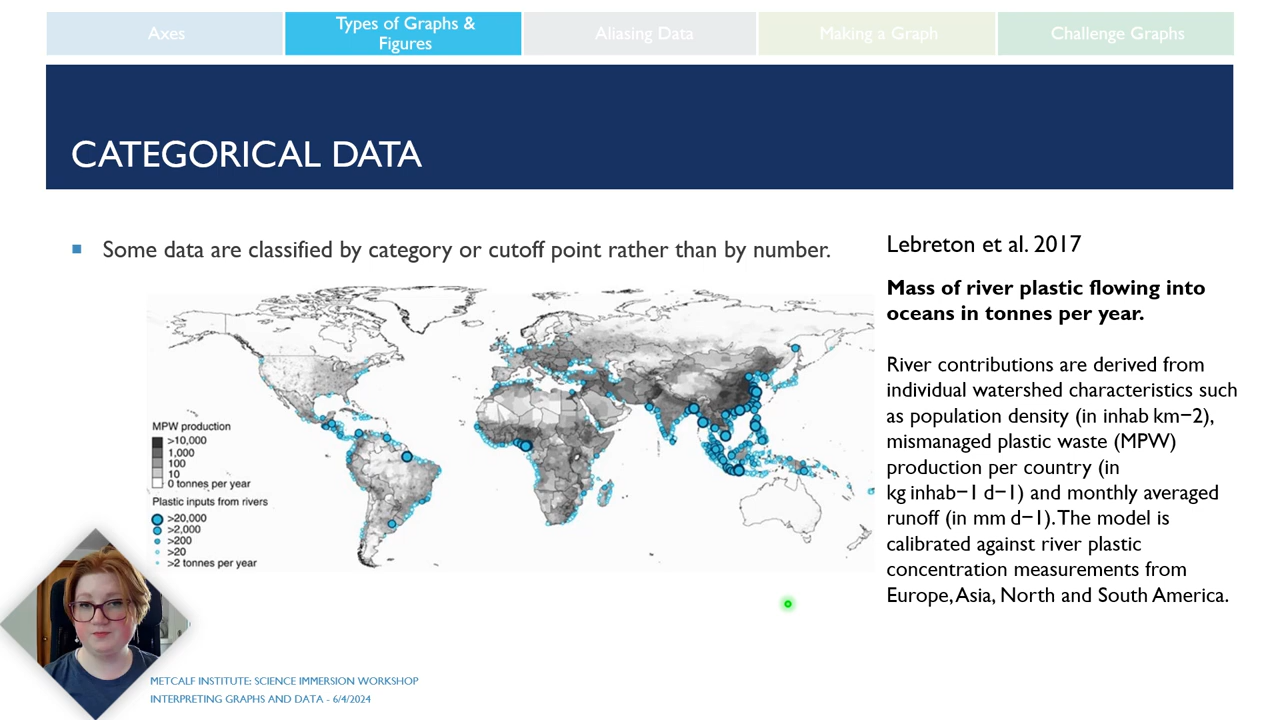 Axes
Types of Graphs &
Figures
Aliasing Data
Making a Graph
Challenge Graphs
CATEGORICAL DATA
■ Some data are classified by category or cutoff point rather than by number.
MPW production
>10,000
1,000
100
10
0 tonnes per year
Plastic inputs from rivers
>20,000
>2,000
>200
>20
>2 tonnes per year
Lebreton et al. 2017
Mass of river plastic flowing into
oceans in tonnes per year.
River contributions are derived from
individual watershed characteristics such
as population density (in inhab km−2),
mismanaged plastic waste (MPW)
production per country (in
kg inhab−1 d−1) and monthly averaged
runoff (in mm d−1). The model is
calibrated against river plastic
concentration measurements from
Europe, Asia, North and South America.
METCALF INSTITUTE: SCIENCE IMMERSION WORKSHOP
INTERPRETING GRAPHS AND DATA - 6/4/2024